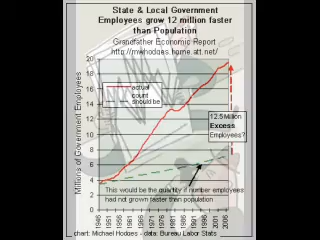 State & Local Government
Employees grow 12 million faster
than Population
Grandfather Economic Report
http://mwhodges.home.att.net/
20
18
16
14
12
10
8
6
4
2
0
Millions of Government Employees
actual
count
should be
12.5 Million
Excess
Employees?
This would be the quantity if number employees
had not grown faster than population
1946
1951
1956
1961
1966
1971
1976
1981
1986
1991
1996
2001
2006
chart: Michael Hodges - data: Bureau Labor Stats